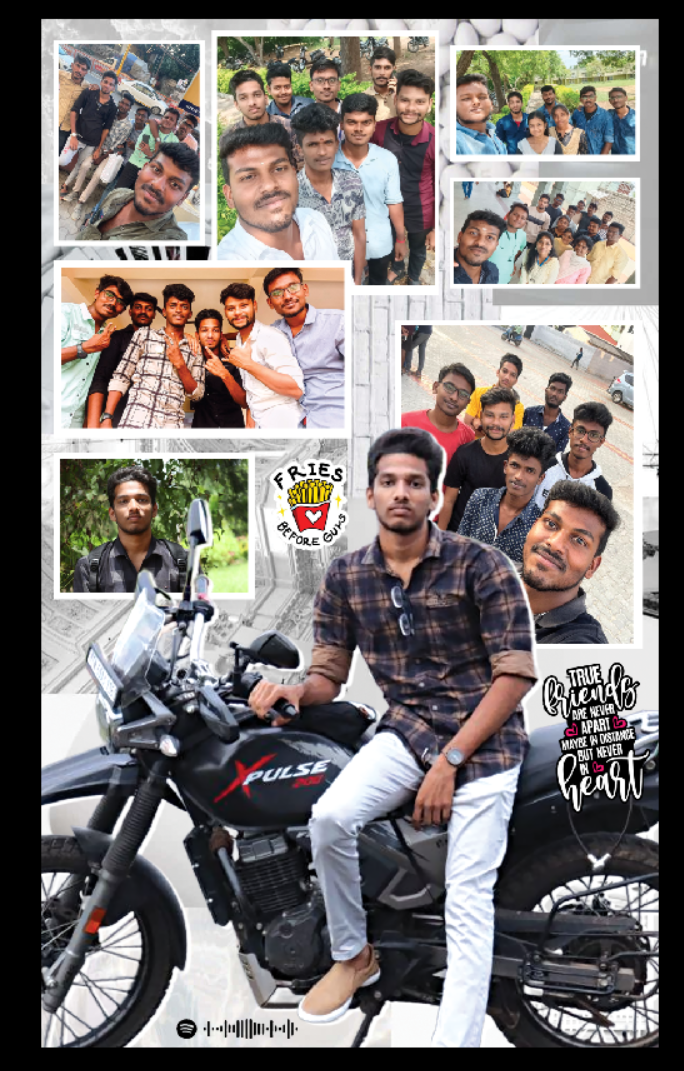 FRIES
BEFORE GUYS
TRUE
friends
ARE NEVER
APART
MAYBE IN DISTANCE
BUT NEVER
IN
heart
XPULSE
200